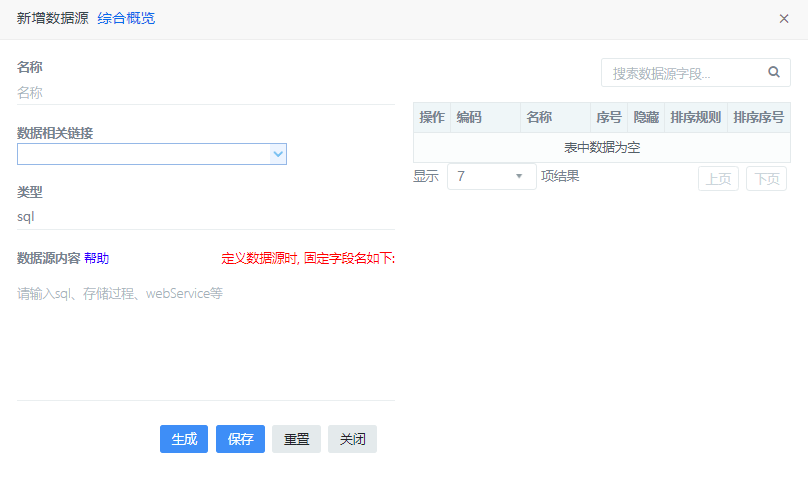 新增数据源 综合概览 ×
名称
名称
数据相关链接
类型
sql
数据源内容 帮助 定义数据源时, 固定字段名如下:
请输入sql、存储过程、webService等
生成 保存 重置 关闭
搜索数据源字段...
操作 编码 名称 序号 隐藏 排序规则 排序序号
表中数据为空
显示 7 项结果 上页 下页